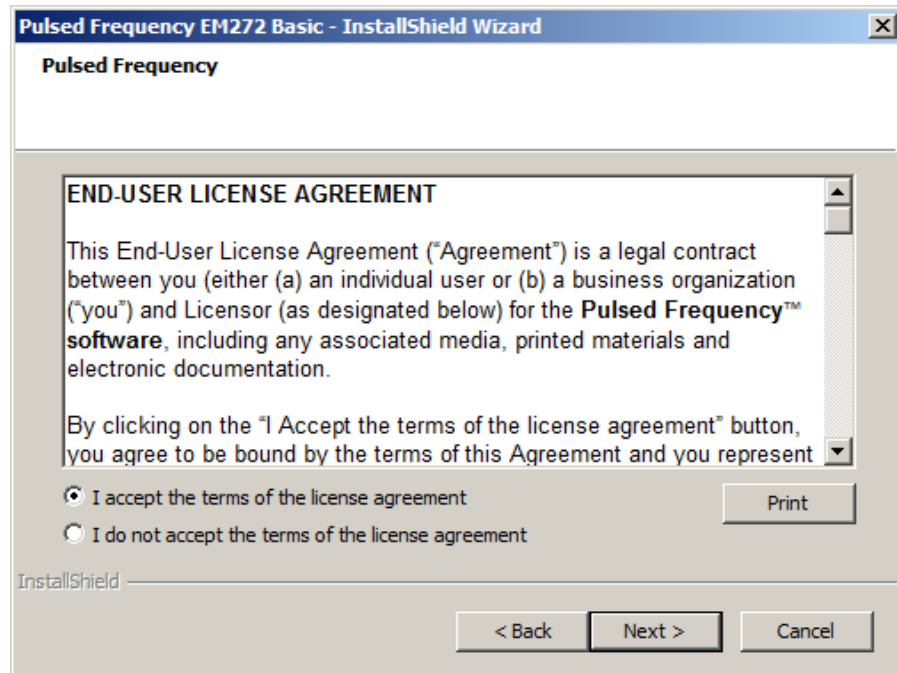 Pulsed Frequency EM272 Basic - InstallShield Wizard
Pulsed Frequency
END-USER LICENSE AGREEMENT
This End-User License Agreement (“Agreement”) is a legal contract
between you (either (a) an individual user or (b) a business organization
(“you”) and Licensor (as designated below) for the Pulsed Frequency™
software, including any associated media, printed materials and
electronic documentation.
By clicking on the “I Accept the terms of the license agreement” button,
you agree to be bound by the terms of this Agreement and you represent
I accept the terms of the license agreement
Print
I do not accept the terms of the license agreement
InstallShield
< Back Next > Cancel